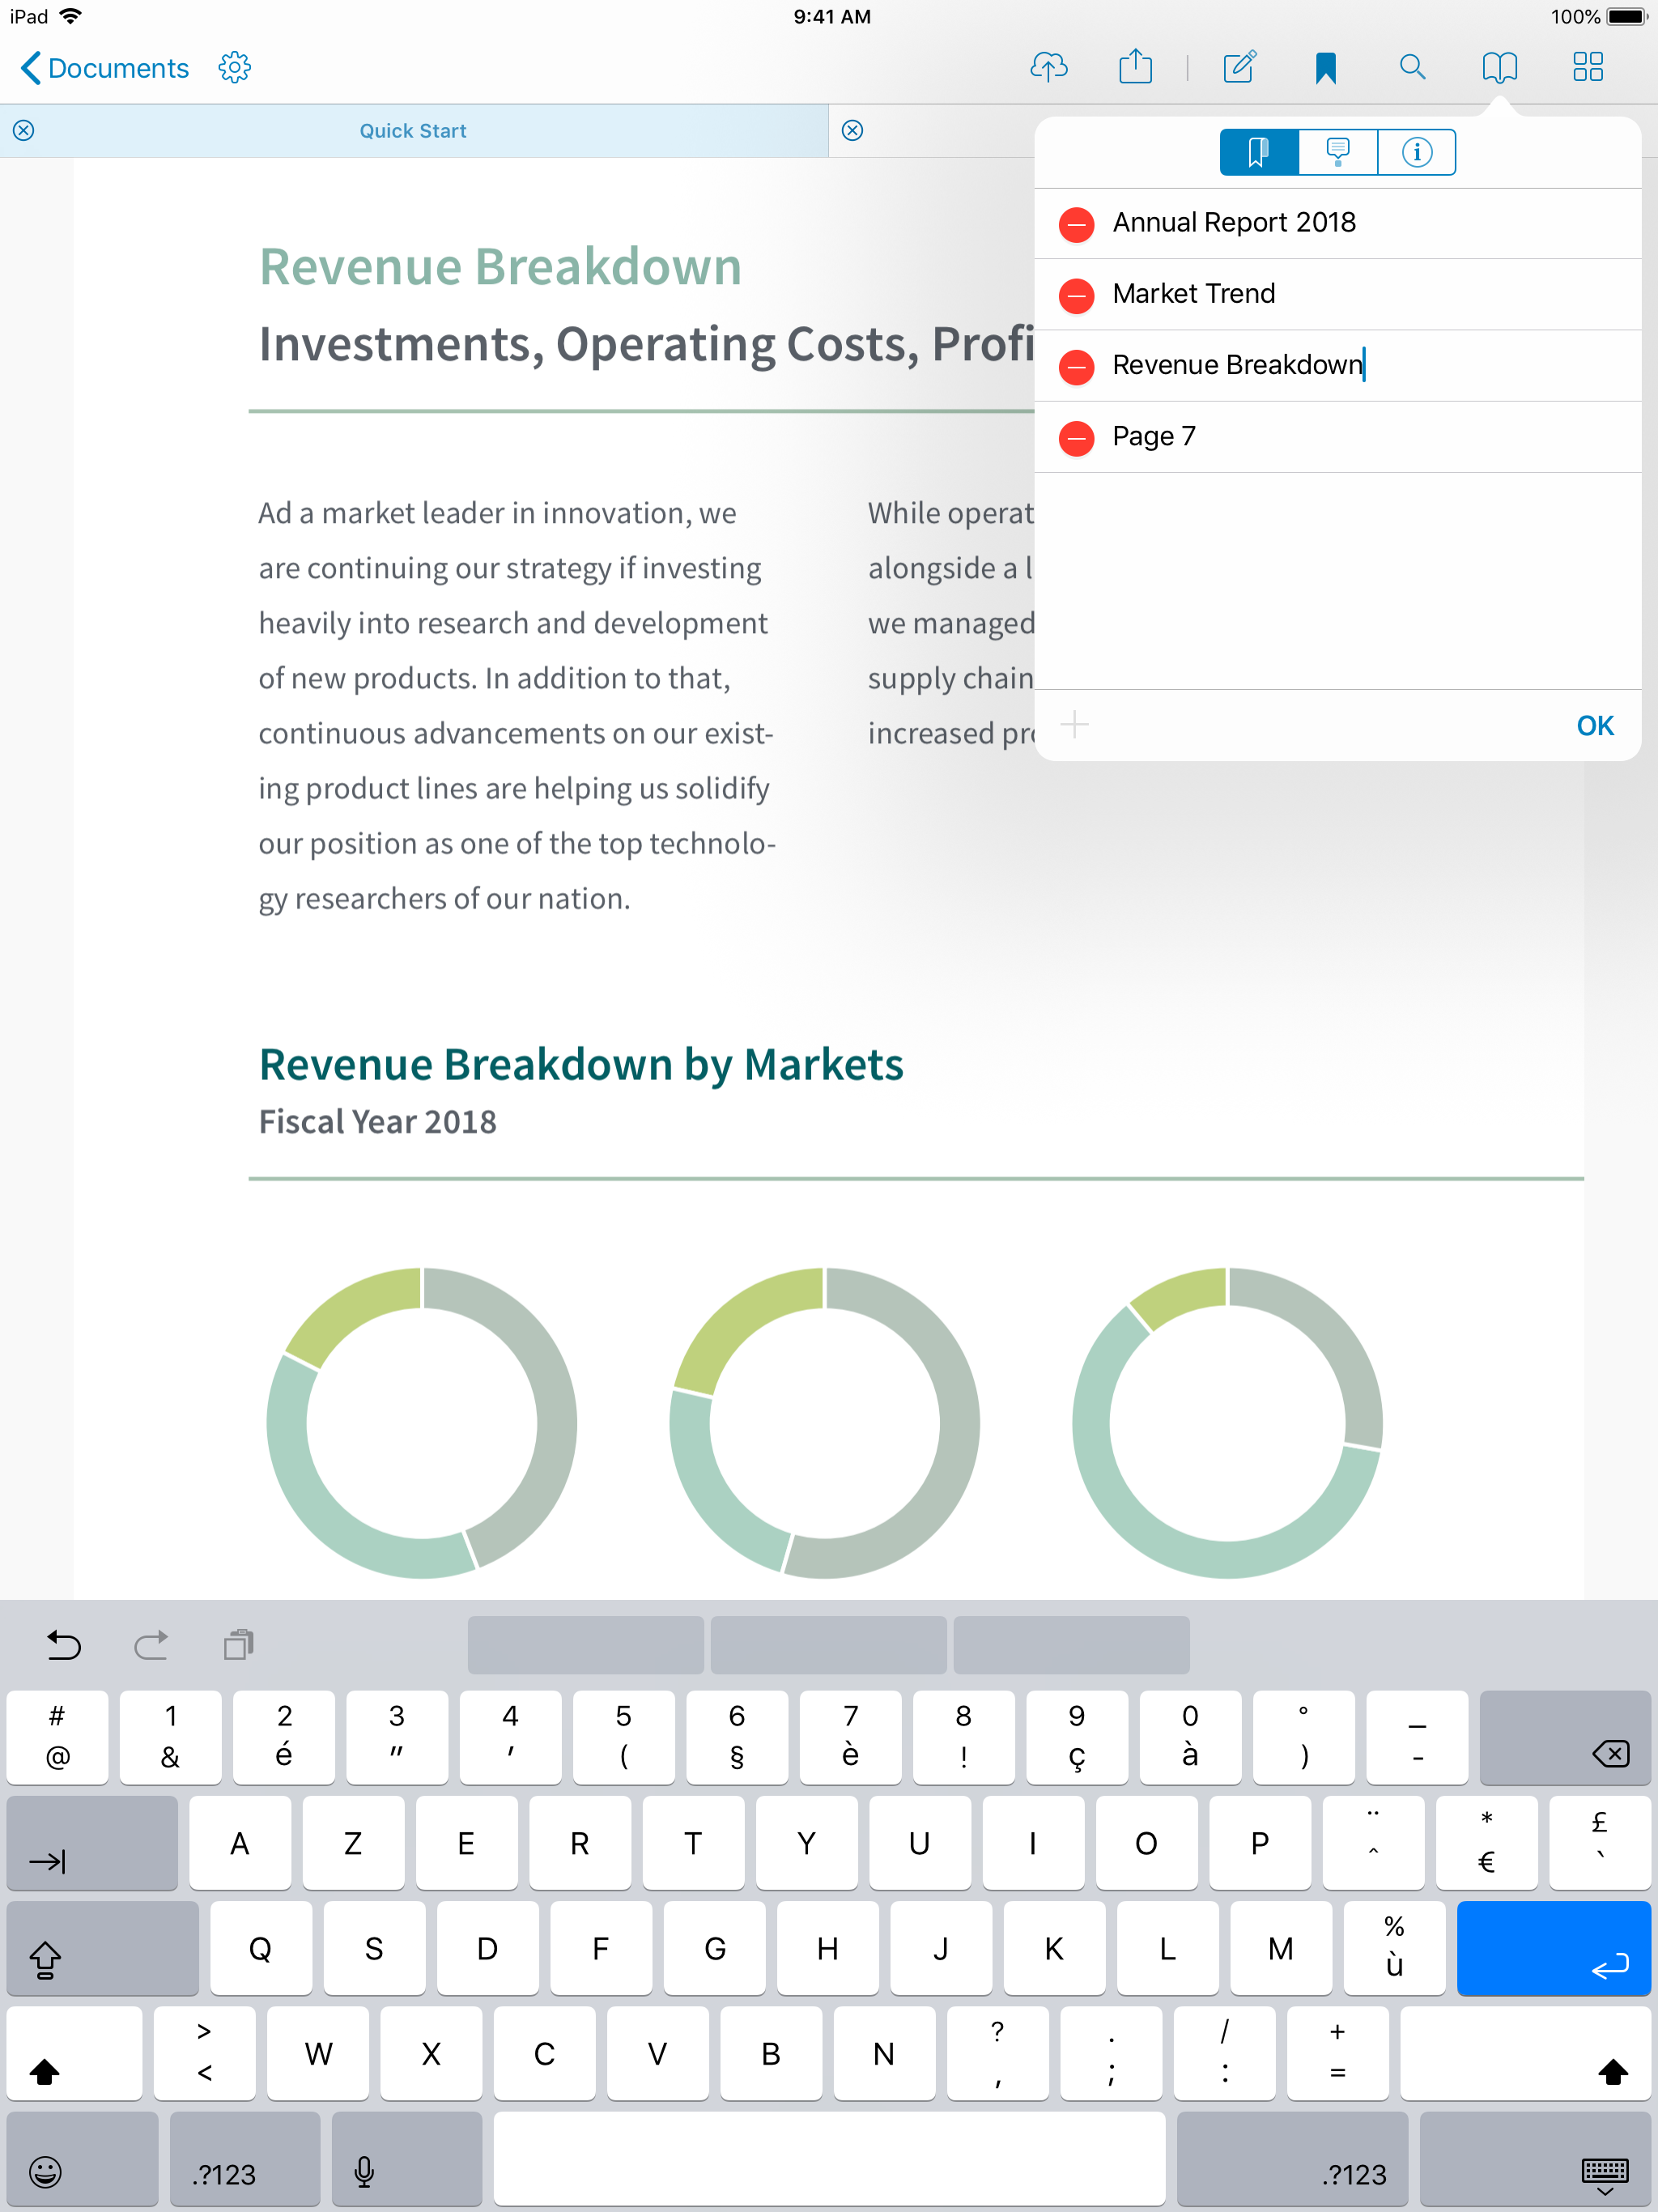 iPad 9:41 AM 100%
Documents
Quick Start
Annual Report 2018
Market Trend
Revenue Breakdown
Page 7
OK
Revenue Breakdown
Investments, Operating Costs, Profi
Ad a market leader in innovation, we
are continuing our strategy if investing
heavily into research and development
of new products. In addition to that,
continuous advancements on our exist-
ing product lines are helping us solidify
our position as one of the top technolo-
gy researchers of our nation.
While operat
alongside a l
we managed
supply chain
increased pr
Revenue Breakdown by Markets
Fiscal Year 2018
# 1 2 3 4 5 6 7 8 9 0 ° _
@ & é " ' ( § è ! ç à ) -
A Z E R T Y U I O P ¨ ^ * € £ `
Q S D F G H J K L M % ù
> < W X C V B N ? , . ; / : + =
.?123 .?123